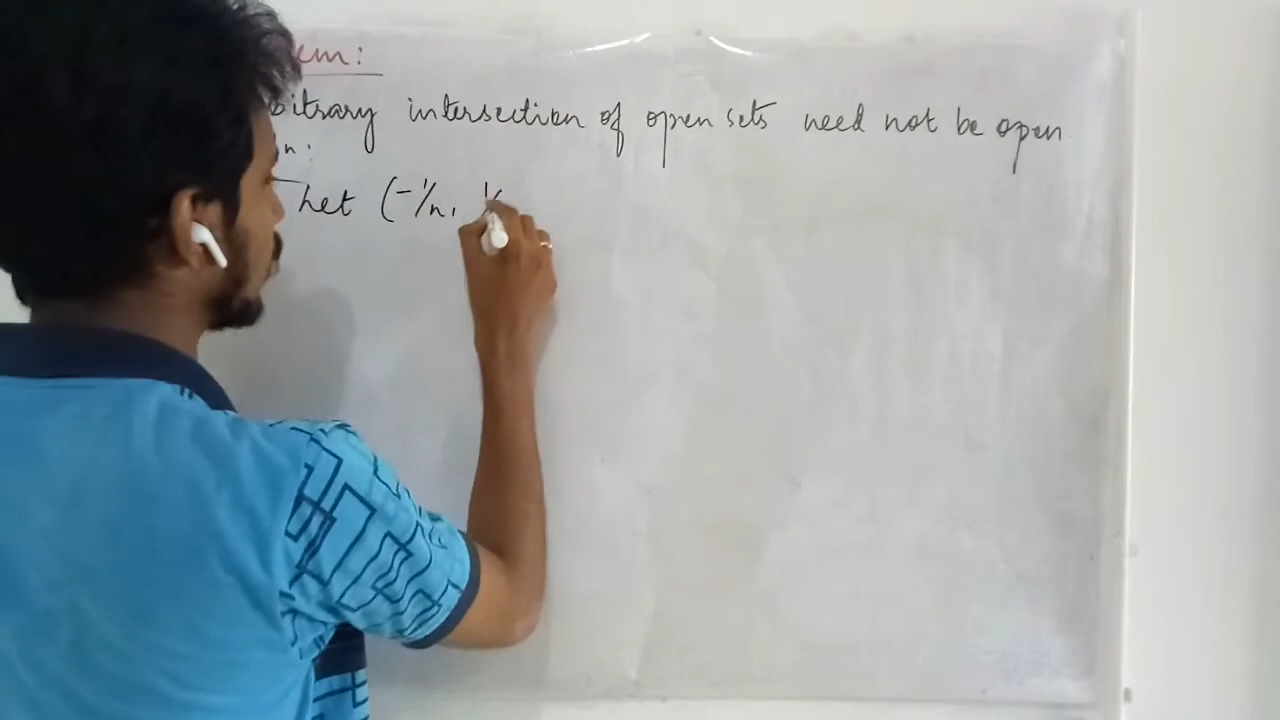 em:
bitrary intersection of open sets need not be open.
n:
Let (-1/n, 1/